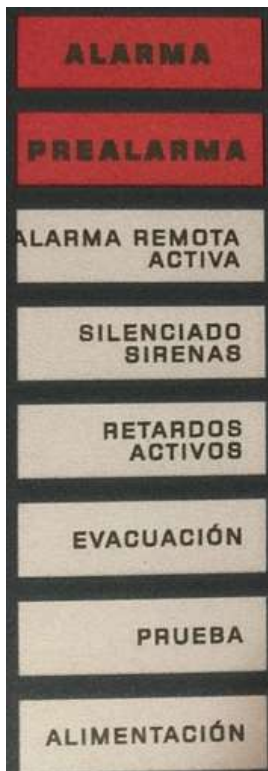 ALARMA
PREALARMA
ALARMA REMOTA
ACTIVA
SILENCIADO
SIRENAS
RETARDOS
ACTIVOS
EVACUACIÓN
PRUEBA
ALIMENTACIÓN